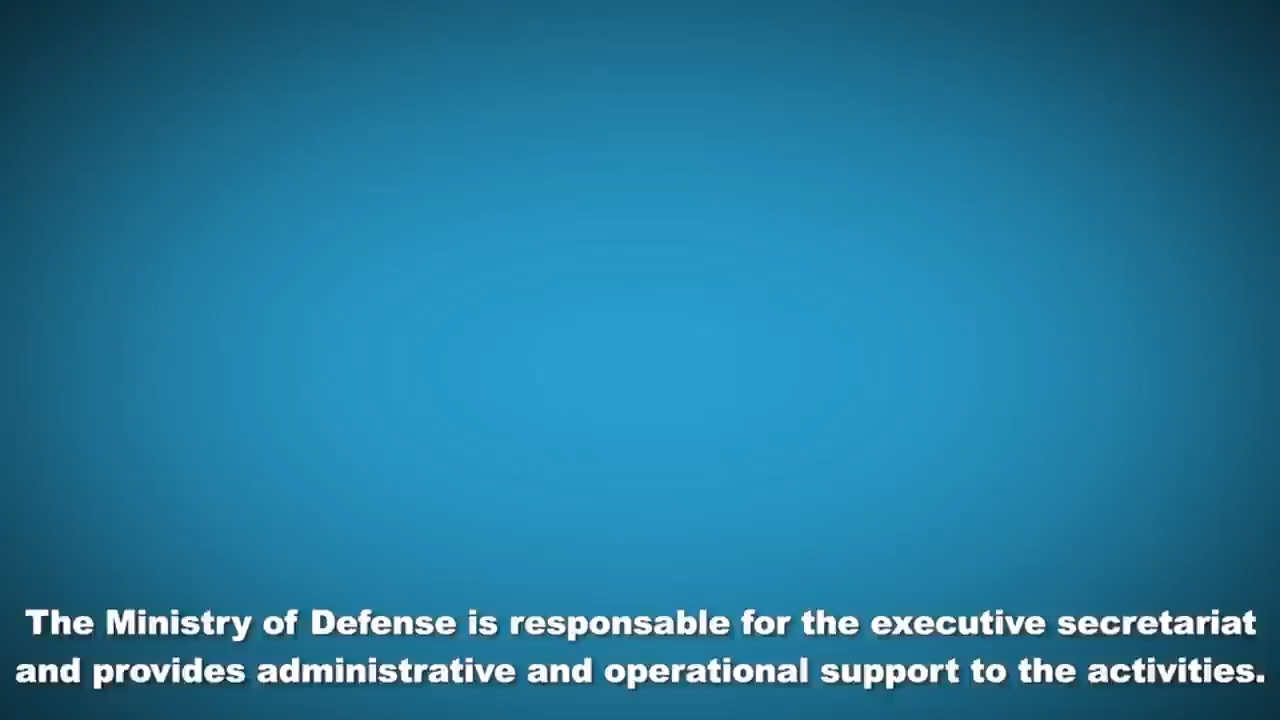 The Ministry of Defense is responsable for the executive secretariat
and provides administrative and operational support to the activities.